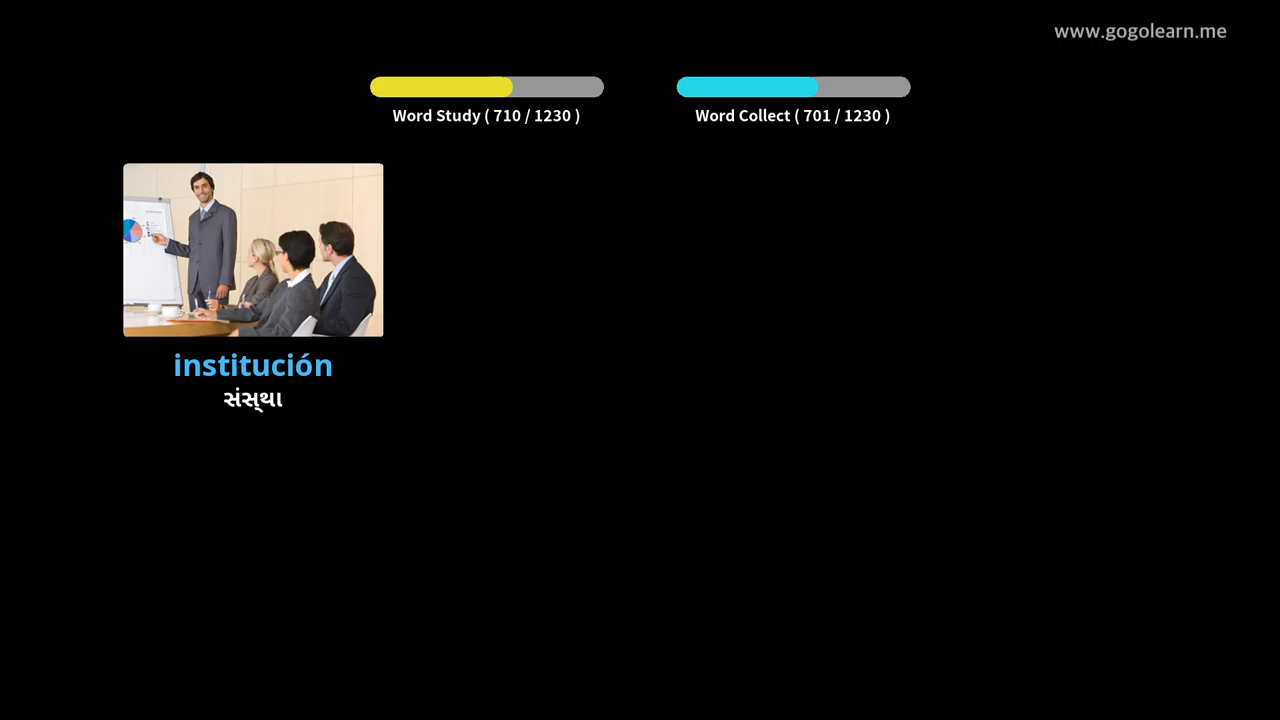 www.gogolearn.me
Word Study ( 710 / 1230 )
Word Collect ( 701 / 1230 )
institución
સંસ્થા